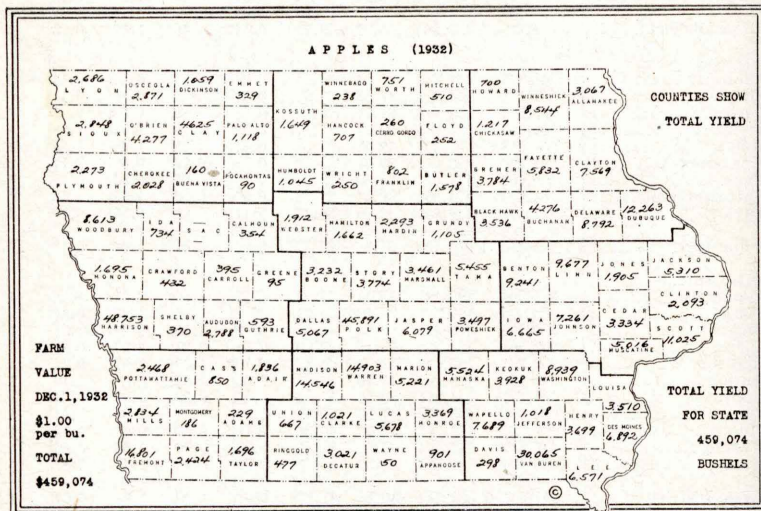 APPLES (1932)
COUNTIES SHOW
TOTAL YIELD
2,686
LYON
OSCEOLA
2,871
1,059
DICKINSON
EMMET
329
KOSSUTH
1,649
WINNEBAGO
238
751
WORTH
MITCHELL
510
700
HOWARD
WINNESHIEK
8,544
3,067
ALLAMAKEE
2,848
SIOUX
O'BRIEN
4,277
4625
CLAY
PALO ALTO
1,118
HANCOCK
707
260
CERRO GORDO
FLOYD
252
1,217
CHICKASAW
2,273
PLYMOUTH
CHEROKEE
2,028
160
BUENA VISTA
POCAHONTAS
90
HUMBOLDT
1,045
WRIGHT
250
802
FRANKLIN
BUTLER
1,578
BREMER
3,784
FAYETTE
5,832
CLAYTON
7,569
8,613
WOODBURY
IDA
734
SAC
CALHOUN
354
1,912
WEBSTER
HAMILTON
1,662
2,293
HARDIN
GRUNDY
1,105
BLACK HAWK
3,536
4276
BUCHANAN
DELAWARE
8,792
12,263
DUBUQUE
1,695
MONONA
CRAWFORD
432
395
CARROLL
GREENE
95
3,232
BOONE
STORY
3,774
3,461
MARSHALL
5,455
TAMA
BENTON
9,241
9,677
LINN
JONES
1,905
JACKSON
5,310
CLINTON
2,093
48,753
HARRISON
SHELBY
370
AUDUBON
2,788
593
GUTHRIE
DALLAS
5,067
45,891
POLK
JASPER
6,079
3,497
POWESHIEK
IOWA
6,665
7,261
JOHNSON
CEDAR
3,334
SCOTT
11,025
5,016
MUSCATINE
2,468
POTTAWATTAMIE
CASS
850
1,836
ADAIR
MADISON
14,546
14,903
WARREN
MARION
5,221
5,524
MAHASKA
KEOKUK
3,928
8,939
WASHINGTON
LOUISA
3,510
2,834
MILLS
MONTGOMERY
186
229
ADAMS
UNION
667
1,021
CLARKE
LUCAS
5,678
3,369
MONROE
WAPELLO
7,689
1,018
JEFFERSON
HENRY
3,699
DES MOINES
6,892
16,801
FREMONT
PAGE
2,424
1,696
TAYLOR
RINGGOLD
477
3,021
DECATUR
WAYNE
50
901
APPANOOSE
DAVIS
298
30,065
VAN BUREN
LEE
6,571
FARM
VALUE
DEC.1,1932
$1.00
per bu.
TOTAL
$459,074
TOTAL YIELD
FOR STATE
459,074
BUSHELS
©